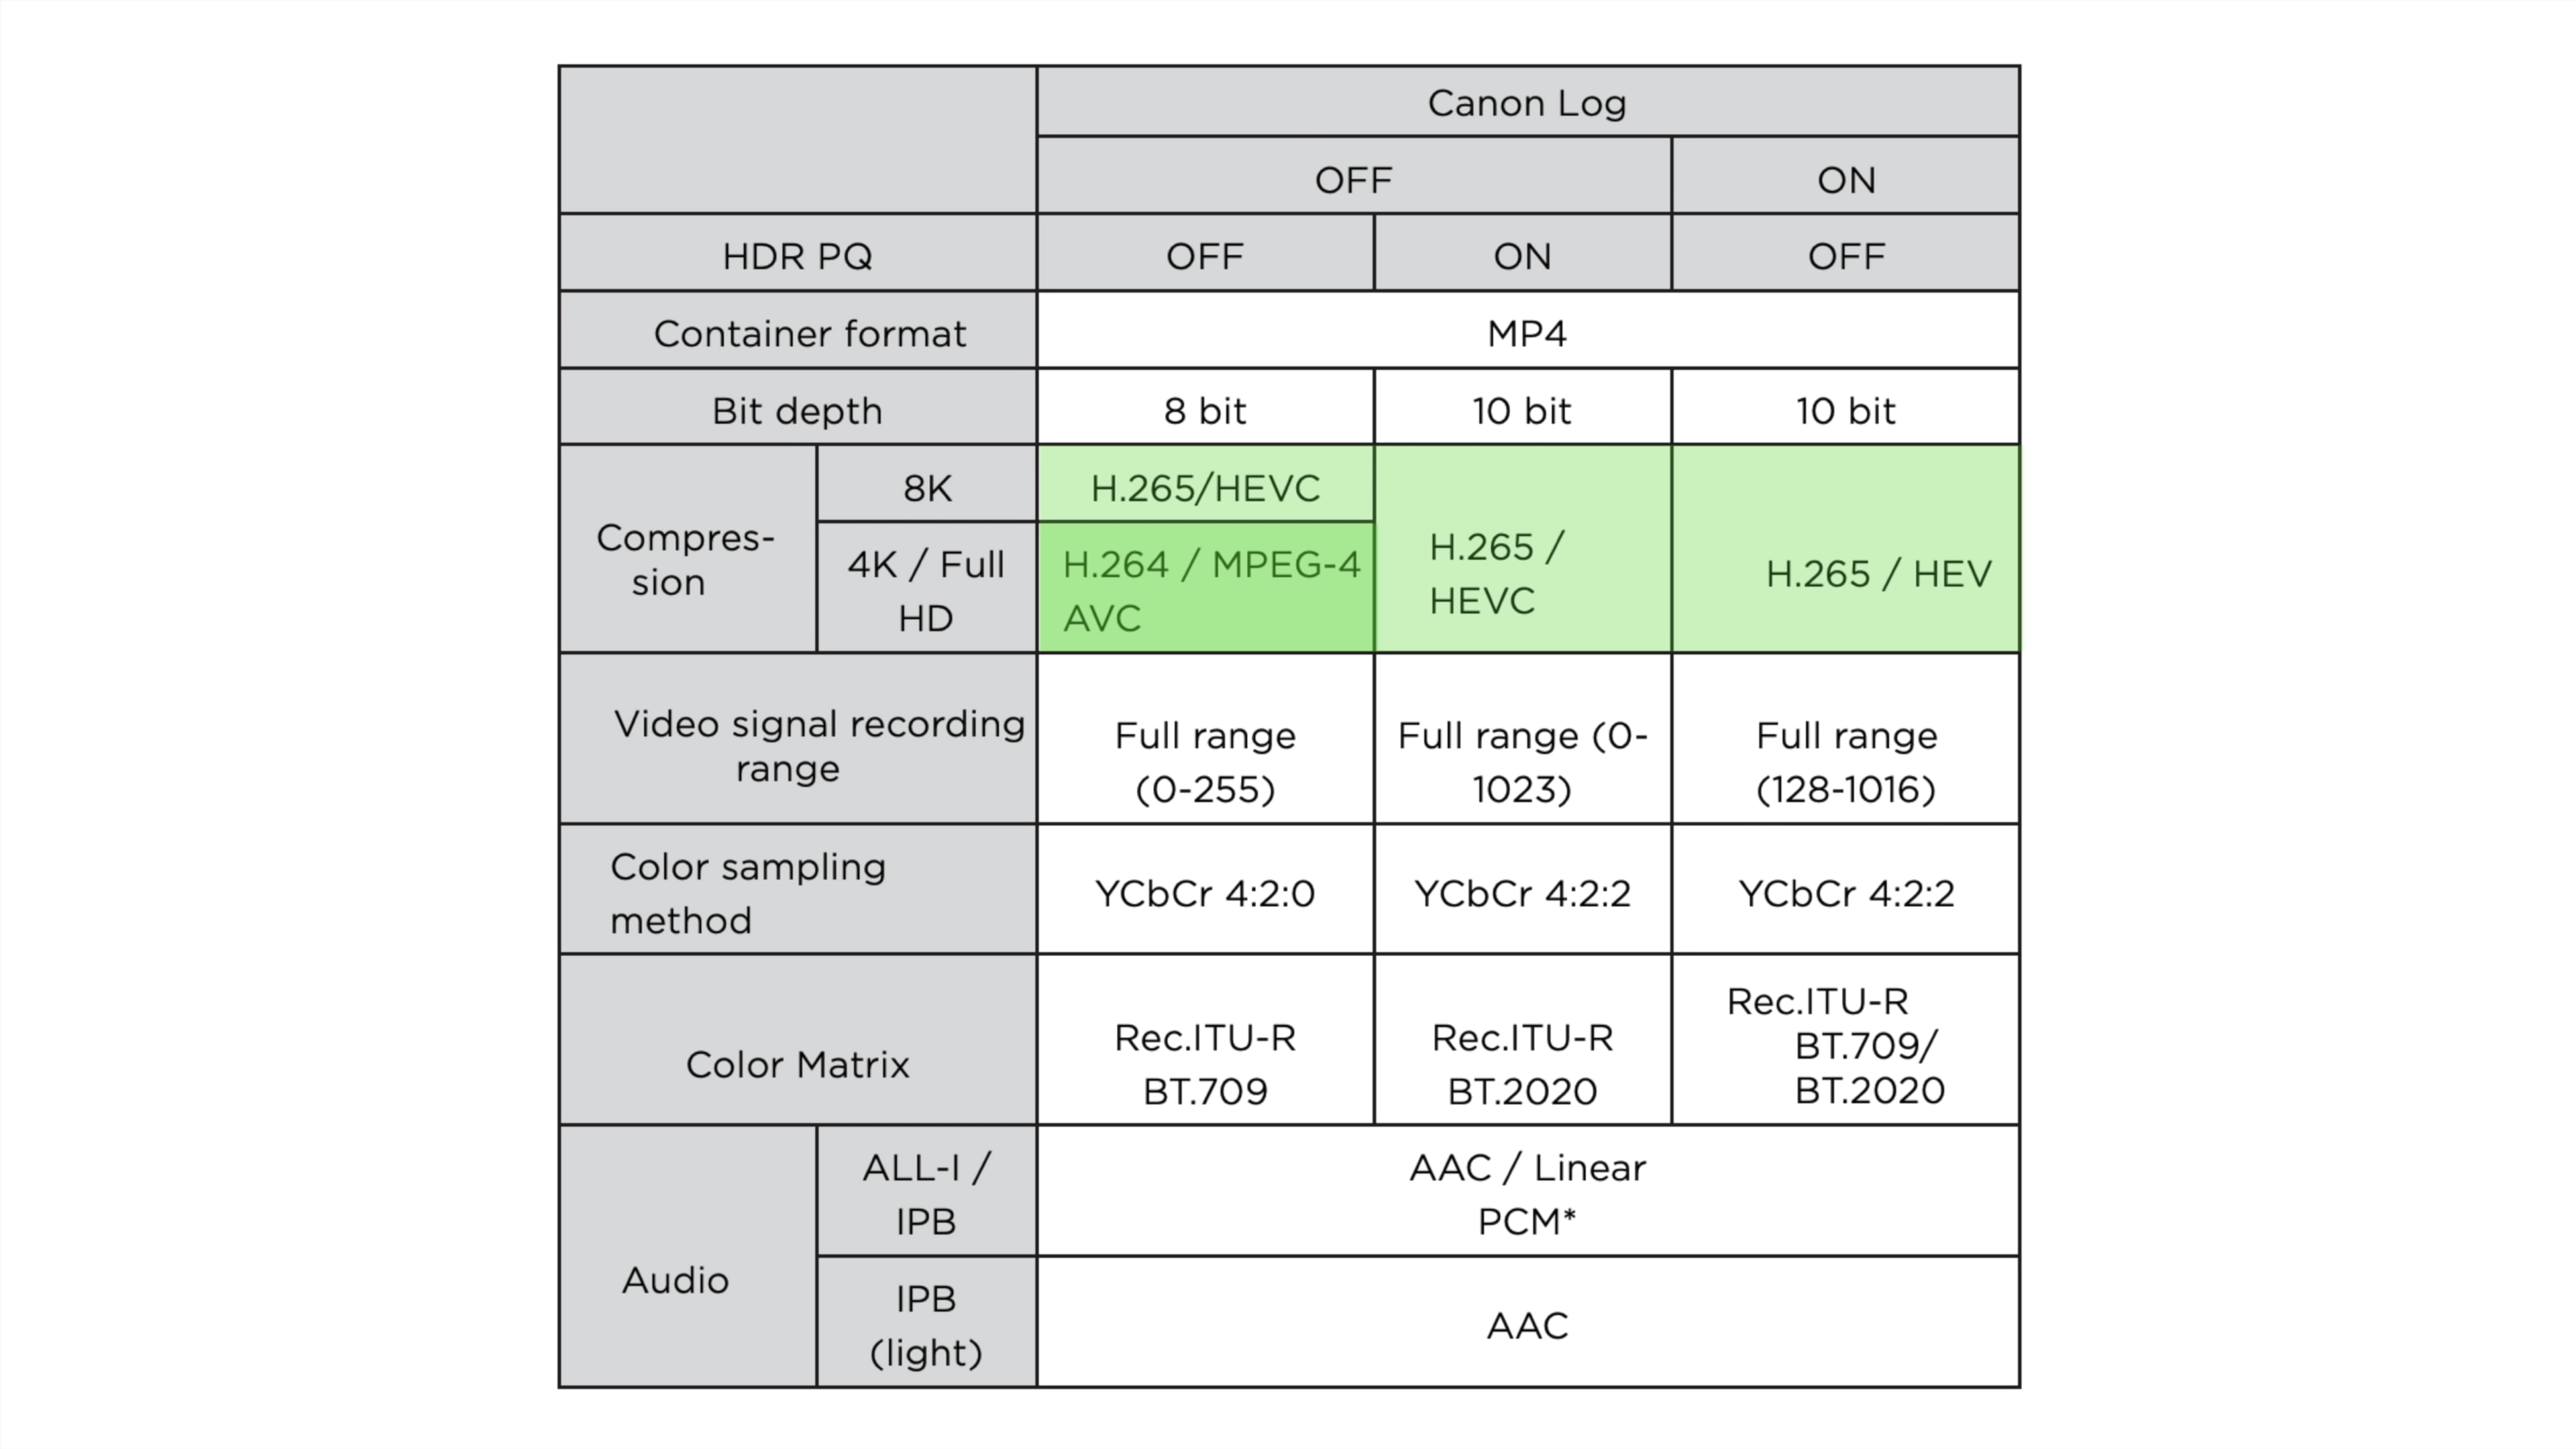 Canon Log
OFF
ON
HDR PQ
OFF
ON
OFF
Container format
MP4
Bit depth
8 bit
10 bit
10 bit
Compres-
sion
8K
H.265/HEVC
4K / Full
HD
H.264 / MPEG-4
AVC
H.265 /
HEVC
H.265 / HEV
Video signal recording
range
Full range
(0-255)
Full range (0-
1023)
Full range
(128-1016)
Color sampling
method
YCbCr 4:2:0
YCbCr 4:2:2
YCbCr 4:2:2
Color Matrix
Rec.ITU-R
BT.709
Rec.ITU-R
BT.2020
Rec.ITU-R
BT.709/
BT.2020
Audio
ALL-I /
IPB
AAC / Linear
PCM*
IPB
(light)
AAC